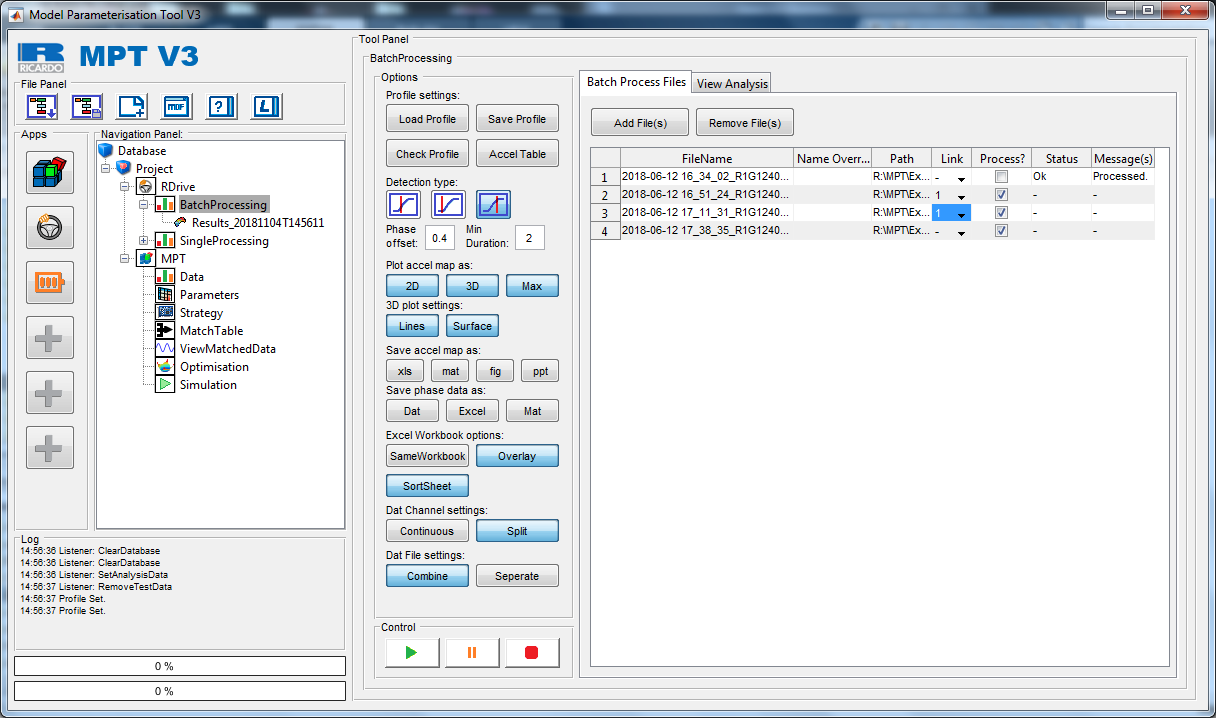 Model Parameterisation Tool V3
RICARDO
MPT V3
File Panel
MDF
?
L
Apps
Navigation Panel:
Database
Project
RDrive
BatchProcessing
Results_20181104T145611
SingleProcessing
MPT
Data
Parameters
Strategy
MatchTable
ViewMatchedData
Optimisation
Simulation
Log
14:56:36 Listener: ClearDatabase
14:56:36 Listener: ClearDatabase
14:56:36 Listener: SetAnalysisData
14:56:37 Listener: RemoveTestData
14:56:37 Profile Set.
14:56:37 Profile Set.
0 %
0 %
Tool Panel
BatchProcessing
Options
Profile settings:
Load Profile Save Profile
Check Profile Accel Table
Detection type:
Phase offset: 0.4 Min Duration: 2
Plot accel map as:
2D 3D Max
3D plot settings:
Lines Surface
Save accel map as:
xls mat fig ppt
Save phase data as:
Dat Excel Mat
Excel Workbook options:
SameWorkbook Overlay
SortSheet
Dat Channel settings:
Continuous Split
Dat File settings:
Combine Seperate
Control
Batch Process Files View Analysis
Add File(s) Remove File(s)
FileName Name Overr... Path Link Process? Status Message(s)
1 2018-06-12 16_34_02_R1G1240... R:\MPT\Ex... - Ok Processed.
2 2018-06-12 16_51_24_R1G1240... R:\MPT\Ex... 1 - -
3 2018-06-12 17_11_31_R1G1240... R:\MPT\Ex... 1 - -
4 2018-06-12 17_38_35_R1G1240... R:\MPT\Ex... - - -